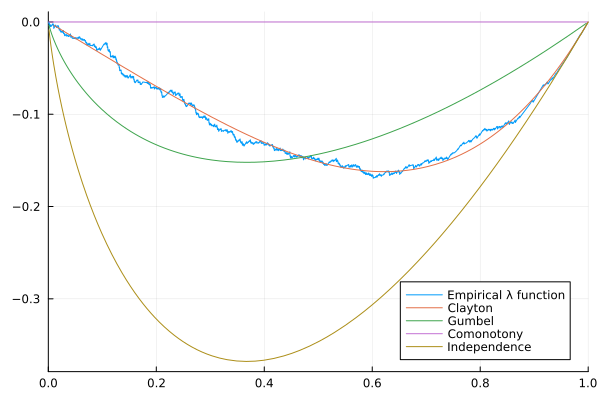 0.0
−0.1
−0.2
−0.3
Empirical λ function
Clayton
Gumbel
Comonotony
Independence
0.0 0.2 0.4 0.6 0.8 1.0